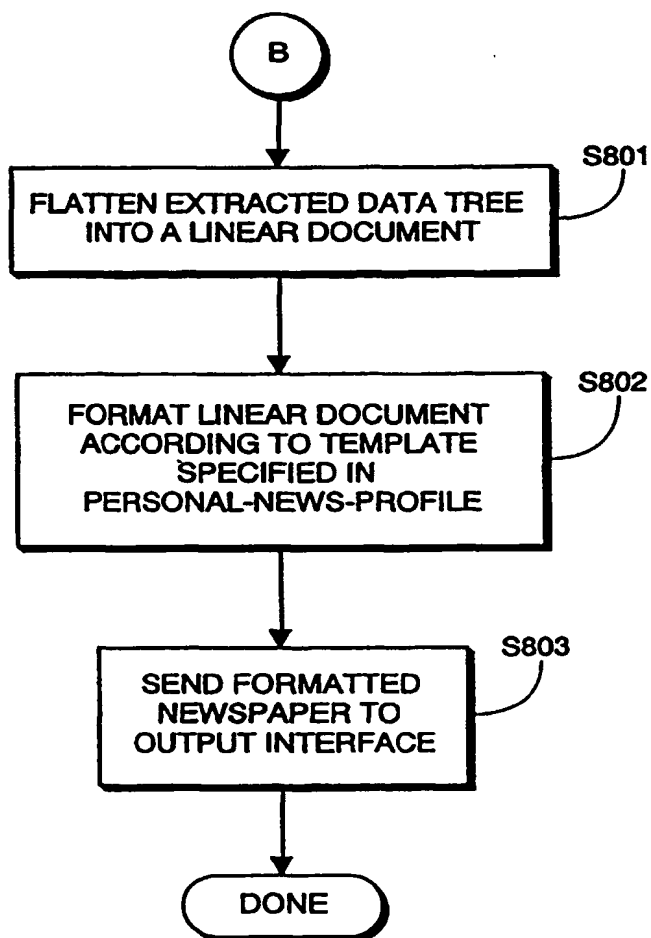 B
S801
FLATTEN EXTRACTED DATA TREE
INTO A LINEAR DOCUMENT
S802
FORMAT LINEAR DOCUMENT
ACCORDING TO TEMPLATE
SPECIFIED IN
PERSONAL-NEWS-PROFILE
S803
SEND FORMATTED
NEWSPAPER TO
OUTPUT INTERFACE
DONE